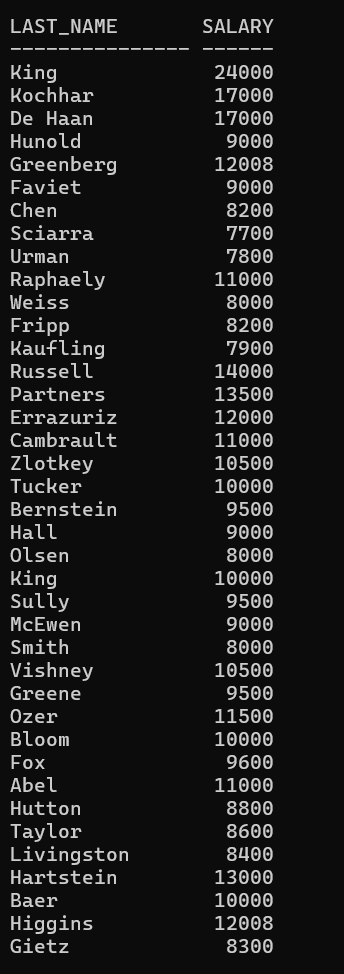 LAST_NAME       SALARY
--------------- ------
King             24000
Kochhar          17000
De Haan          17000
Hunold            9000
Greenberg        12008
Faviet            9000
Chen              8200
Sciarra           7700
Urman             7800
Raphaely         11000
Weiss             8000
Fripp             8200
Kaufling          7900
Russell          14000
Partners         13500
Errazuriz        12000
Cambrault        11000
Zlotkey          10500
Tucker           10000
Bernstein         9500
Hall              9000
Olsen             8000
King             10000
Sully             9500
McEwen            9000
Smith             8000
Vishney          10500
Greene            9500
Ozer             11500
Bloom            10000
Fox               9600
Abel             11000
Hutton            8800
Taylor            8600
Livingston        8400
Hartstein        13000
Baer             10000
Higgins          12008
Gietz             8300